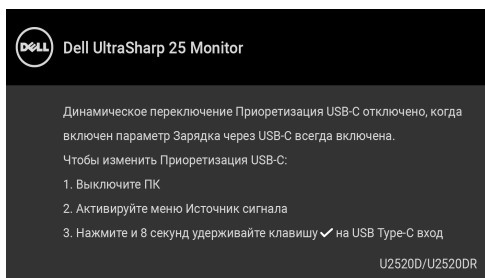 DELL Dell UltraSharp 25 Monitor
Динамическое переключение Приоретизация USB-C отключено, когда
включен параметр Зарядка через USB-C всегда включена.
Чтобы изменить Приоретизация USB-C:
1. Выключите ПК
2. Активируйте меню Источник сигнала
3. Нажмите и 8 секунд удерживайте клавишу ✓ на USB Type-C вход
U2520D/U2520DR